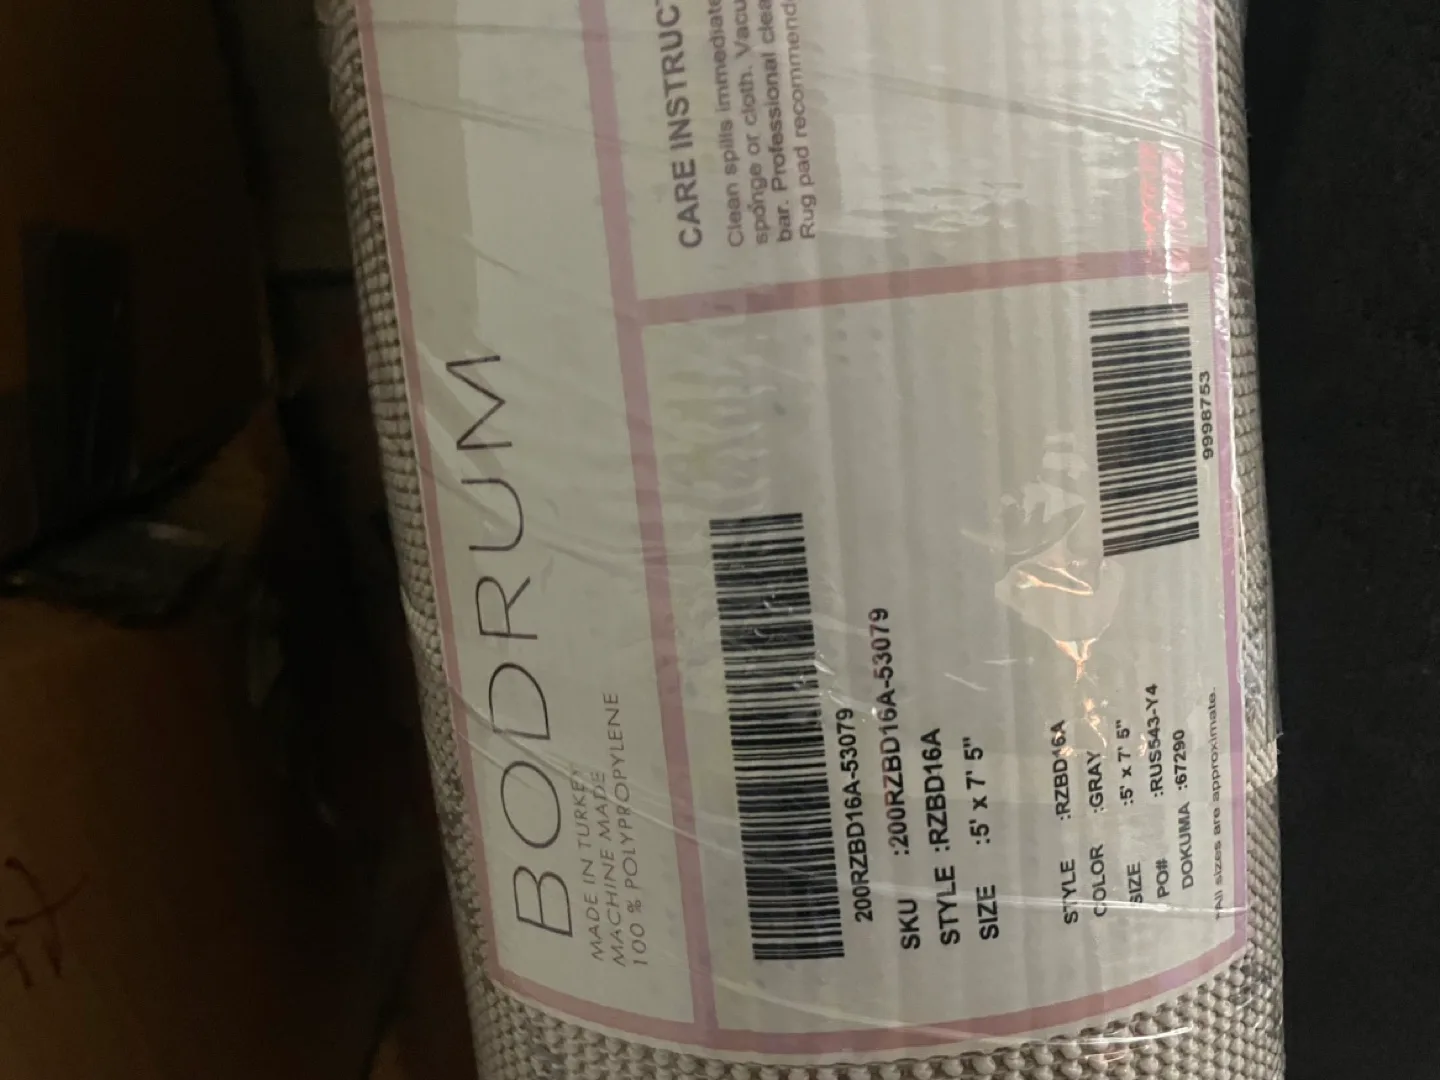 BODRUM
MADE IN TURKEY
MACHINE MADE
100 % POLYPROPYLENE
CARE INSTRUC
Clean spills immediate
sponge or cloth. Vacu
bar. Professional clea
Rug pad recommend
200RZBD16A-53079
SKU :200RZBD16A-53079
STYLE :RZBD16A
SIZE :5' x 7' 5"
STYLE :RZBD16A
COLOR :GRAY
SIZE :5' x 7' 5"
PO# :RUS543-Y4
DOKUMA :67290
*All sizes are approximate.
9998753